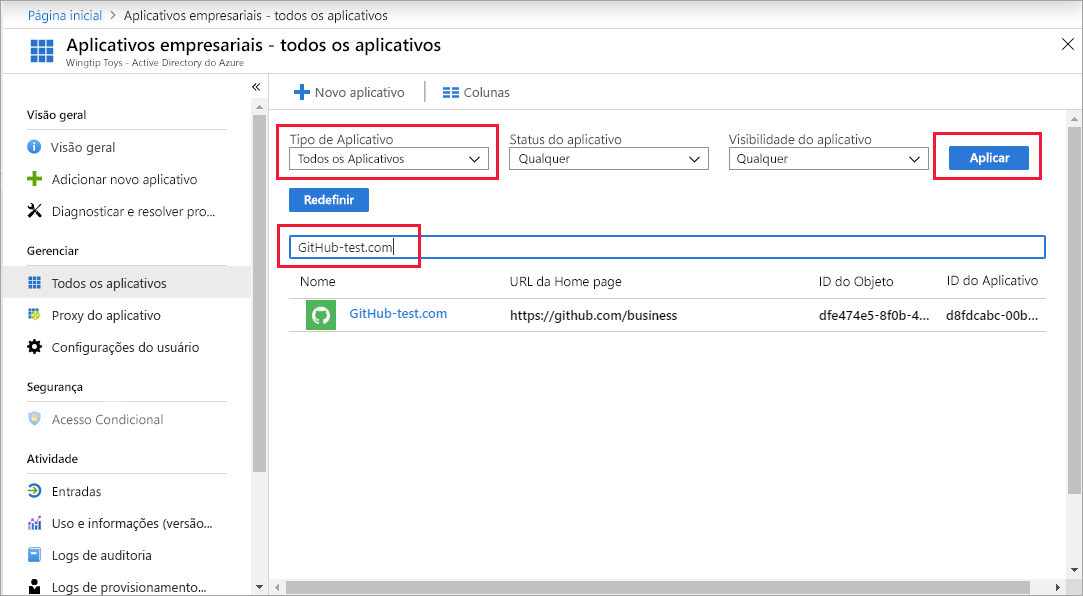 Página inicial > Aplicativos empresariais - todos os aplicativos
Aplicativos empresariais - todos os aplicativos
Wingtip Toys - Active Directory do Azure
Visão geral
Visão geral
Adicionar novo aplicativo
Diagnosticar e resolver pro...
Gerenciar
Todos os aplicativos
Proxy do aplicativo
Configurações do usuário
Segurança
Acesso Condicional
Atividade
Entradas
Uso e informações (versão...
Logs de auditoria
Logs de provisionamento...
Novo aplicativo
Colunas
Tipo de Aplicativo
Todos os Aplicativos
Status do aplicativo
Qualquer
Visibilidade do aplicativo
Qualquer
Aplicar
Redefinir
GitHub-test.com
Nome URL da Home page ID do Objeto ID do Aplicativo
GitHub-test.com https://github.com/business dfe474e5-8f0b-4... d8fdcabc-00b...